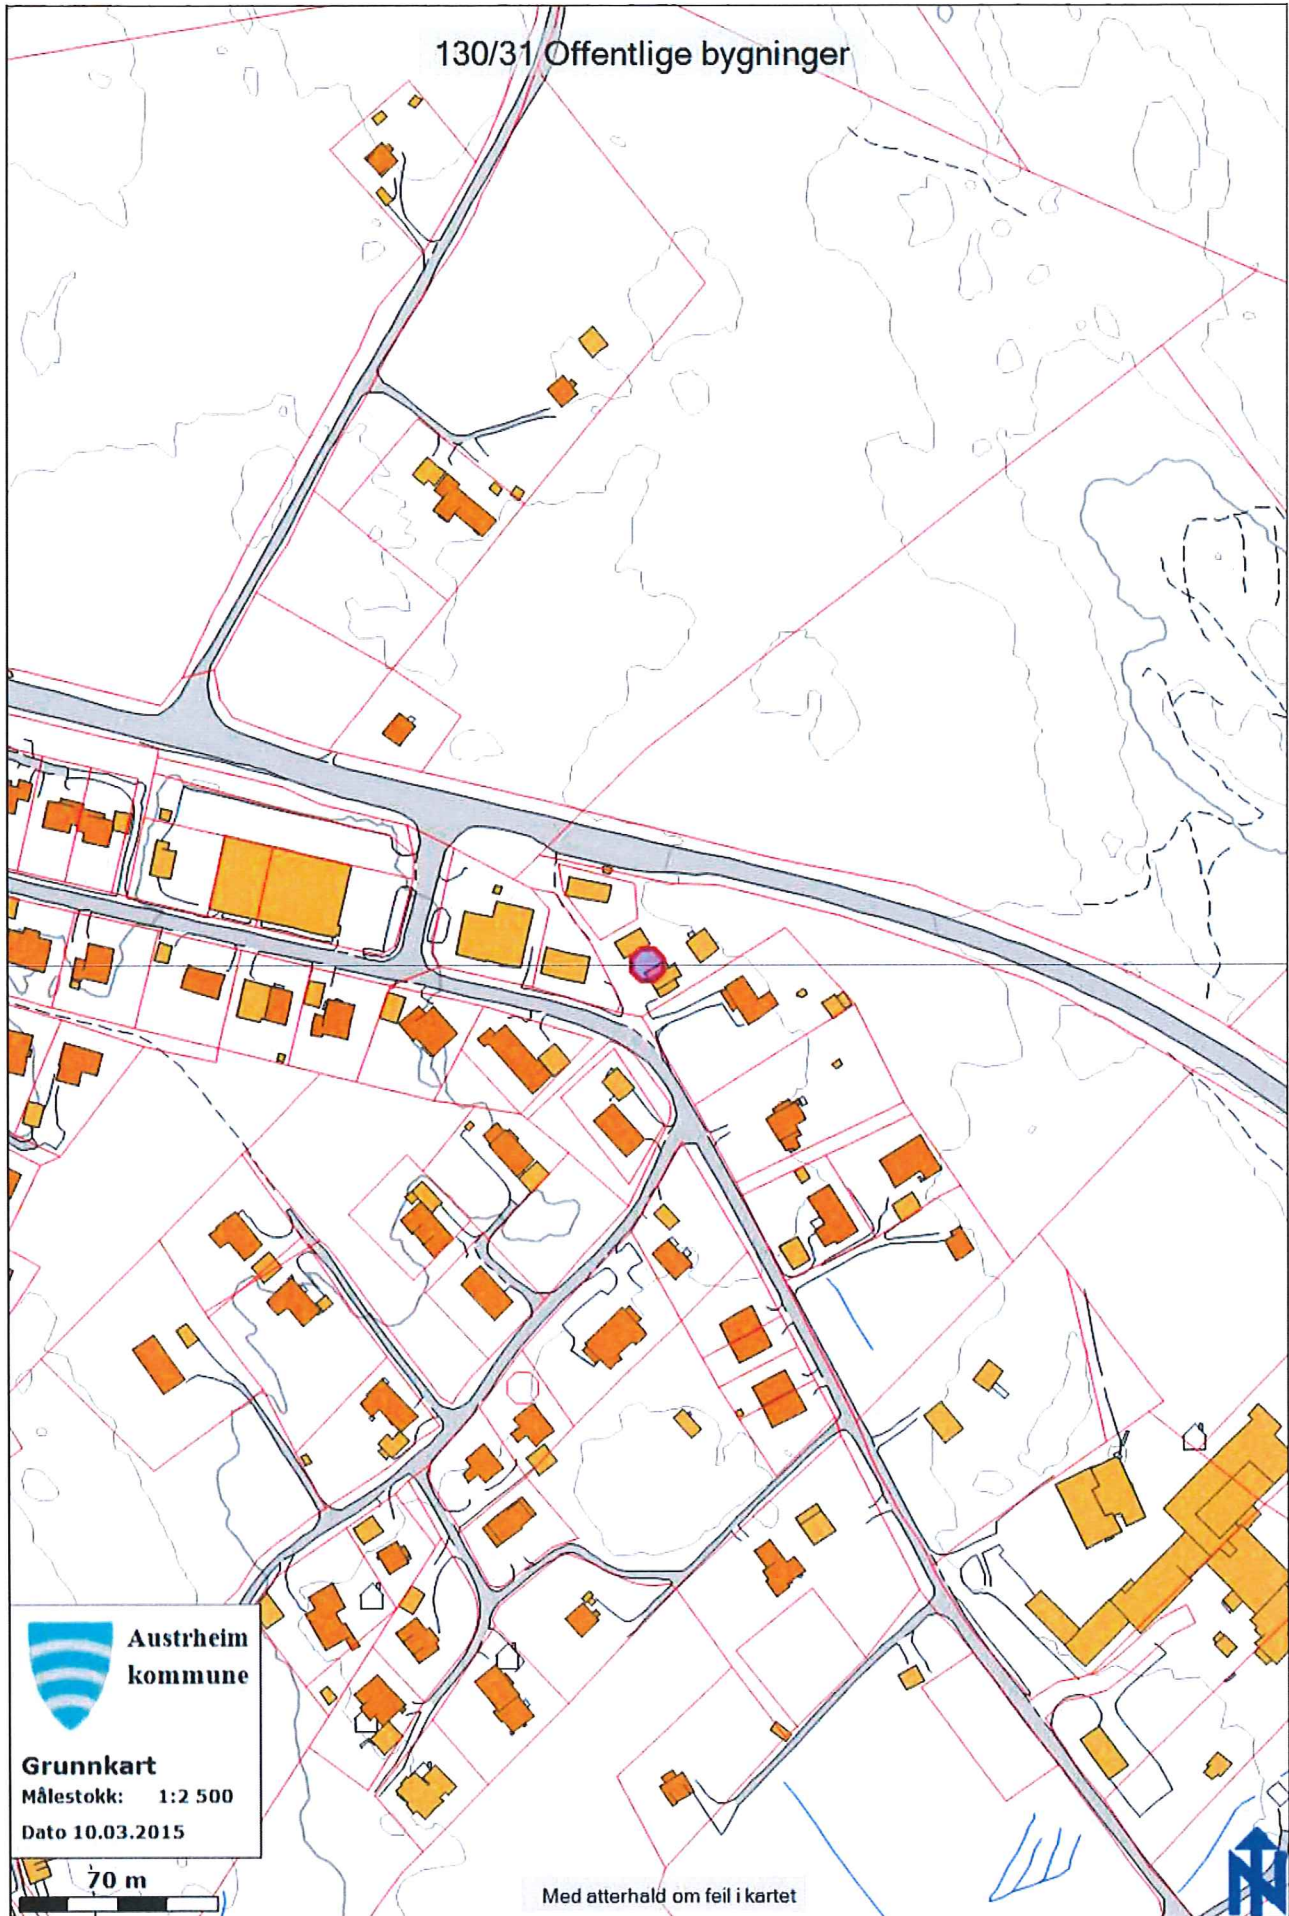 130/31 Offentlige bygninger
Austrheim
kommune
Grunnkart
Målestokk: 1:2 500
Dato 10.03.2015
70 m
Med atterhald om feil i kartet
N